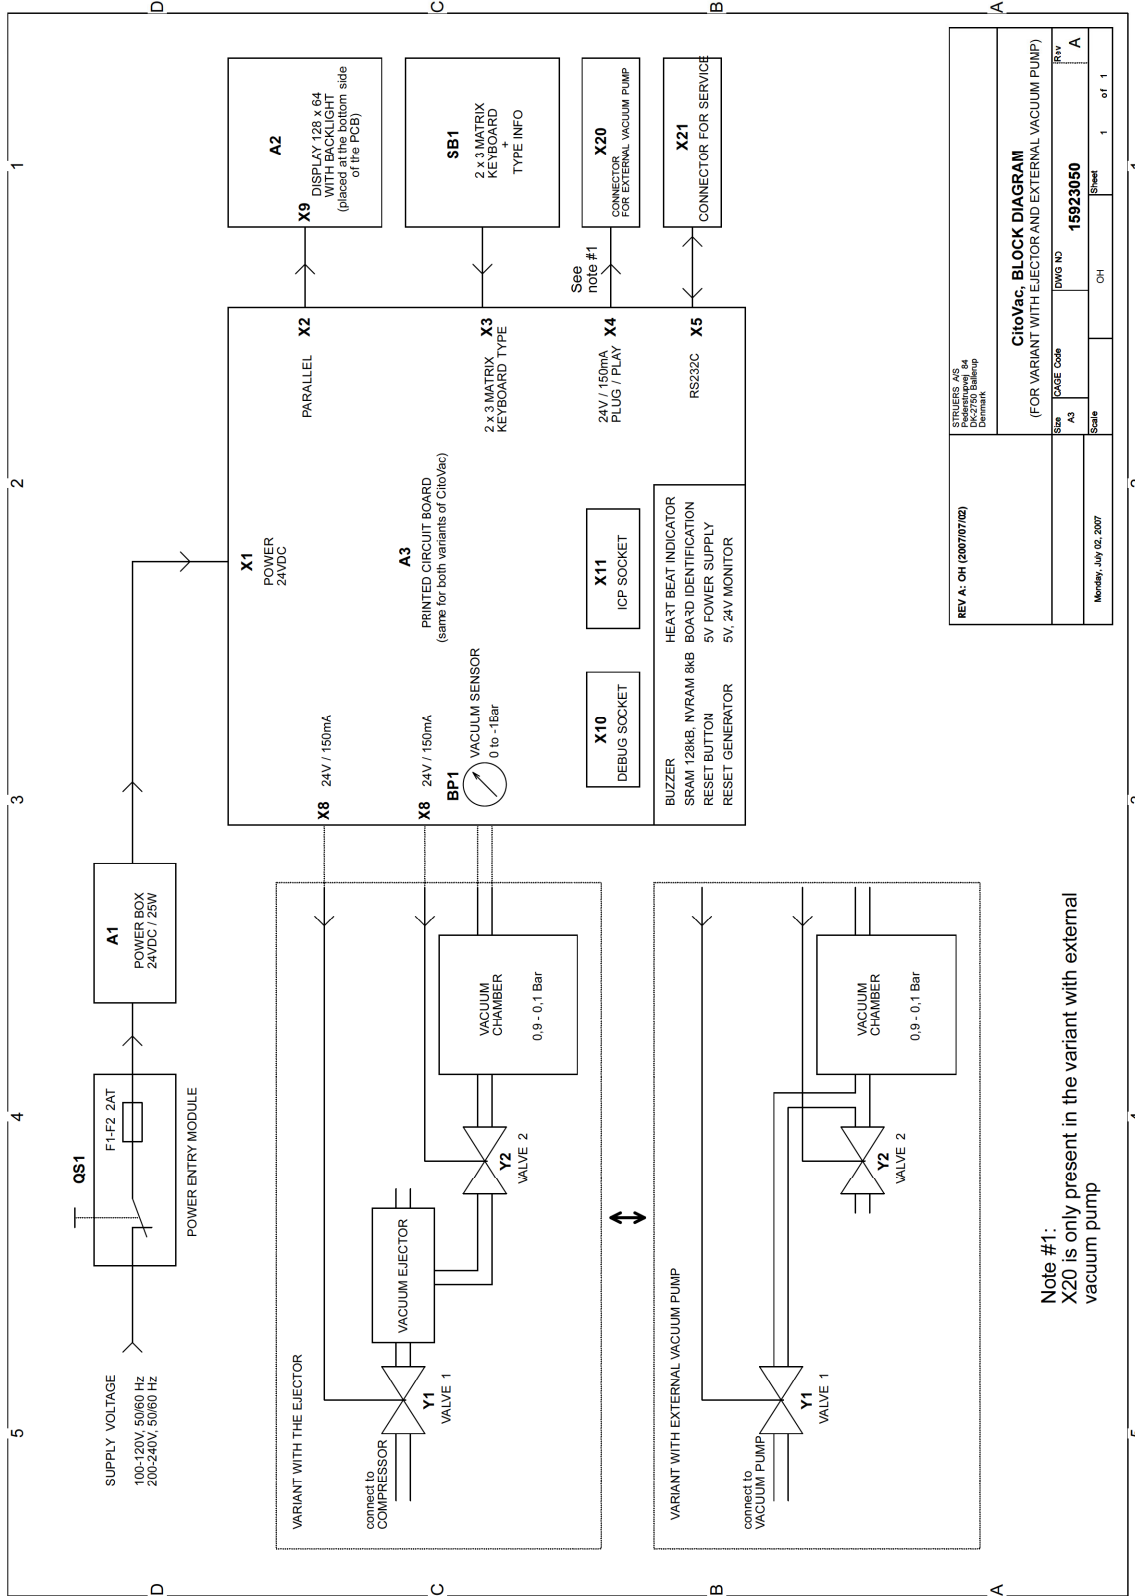 D
C
B
A
5
4
3
2
1
SUPPLY VOLTAGE
100-120V, 50/60 Hz
200-240V, 50/60 Hz
QS1
F1-F2 2AT
POWER ENTRY MODULE
A1
POWER BOX
24VDC / 25W
X1
POWER
24VDC
A3
PRINTED CIRCUIT BOARD
(same for both variants of CitoVac)
X8
24V / 150mA
X8
24V / 150mA
BP1
VACUUM SENSOR
0 to -1Bar
X10
DEBUG SOCKET
X11
ICP SOCKET
BUZZER
HEART BEAT INDICATOR
SRAM 128kB, NVRAM 8kB
BOARD IDENTIFICATION
RESET BUTTON
5V POWER SUPPLY
RESET GENERATOR
5V, 24V MONITOR
PARALLEL
X2
2 x 3 MATRIX
KEYBOARD TYPE
X3
24V / 150mA
PLUG / PLAY
X4
RS232C
X5
See
note #1
A2
X9
DISPLAY 128 x 64
WITH BACKLIGHT
(placed at the bottom side
of the PCB)
SB1
2 x 3 MATRIX
KEYBOARD
+
TYPE INFO
X20
CONNECTOR
FOR EXTERNAL VACUUM PUMP
X21
CONNECTOR FOR SERVICE
VARIANT WITH THE EJECTOR
connect to
COMPRESSOR
Y1
VALVE 1
VACUUM EJECTOR
Y2
VALVE 2
VACUUM
CHAMBER
0,9 - 0,1 Bar
VARIANT WITH EXTERNAL VACUUM PUMP
connect to
VACUUM PUMP
Y1
VALVE 1
Y2
VALVE 2
VACUUM
CHAMBER
0,9 - 0,1 Bar
Note #1:
X20 is only present in the variant with external
vacuum pump
REV A: OH (2007/07/02)
Monday, July 02, 2007
STRUERS A/S
Pederstrupvej 84
DK-2750 Ballerup
Denmark
CitoVac, BLOCK DIAGRAM
(FOR VARIANT WITH EJECTOR AND EXTERNAL VACUUM PUMP)
Size
A3
CAGE Code
DWG NO
15923050
Rev
A
Scale
OH
Sheet
1 of 1
D
C
B
A
5
4
3
2
1